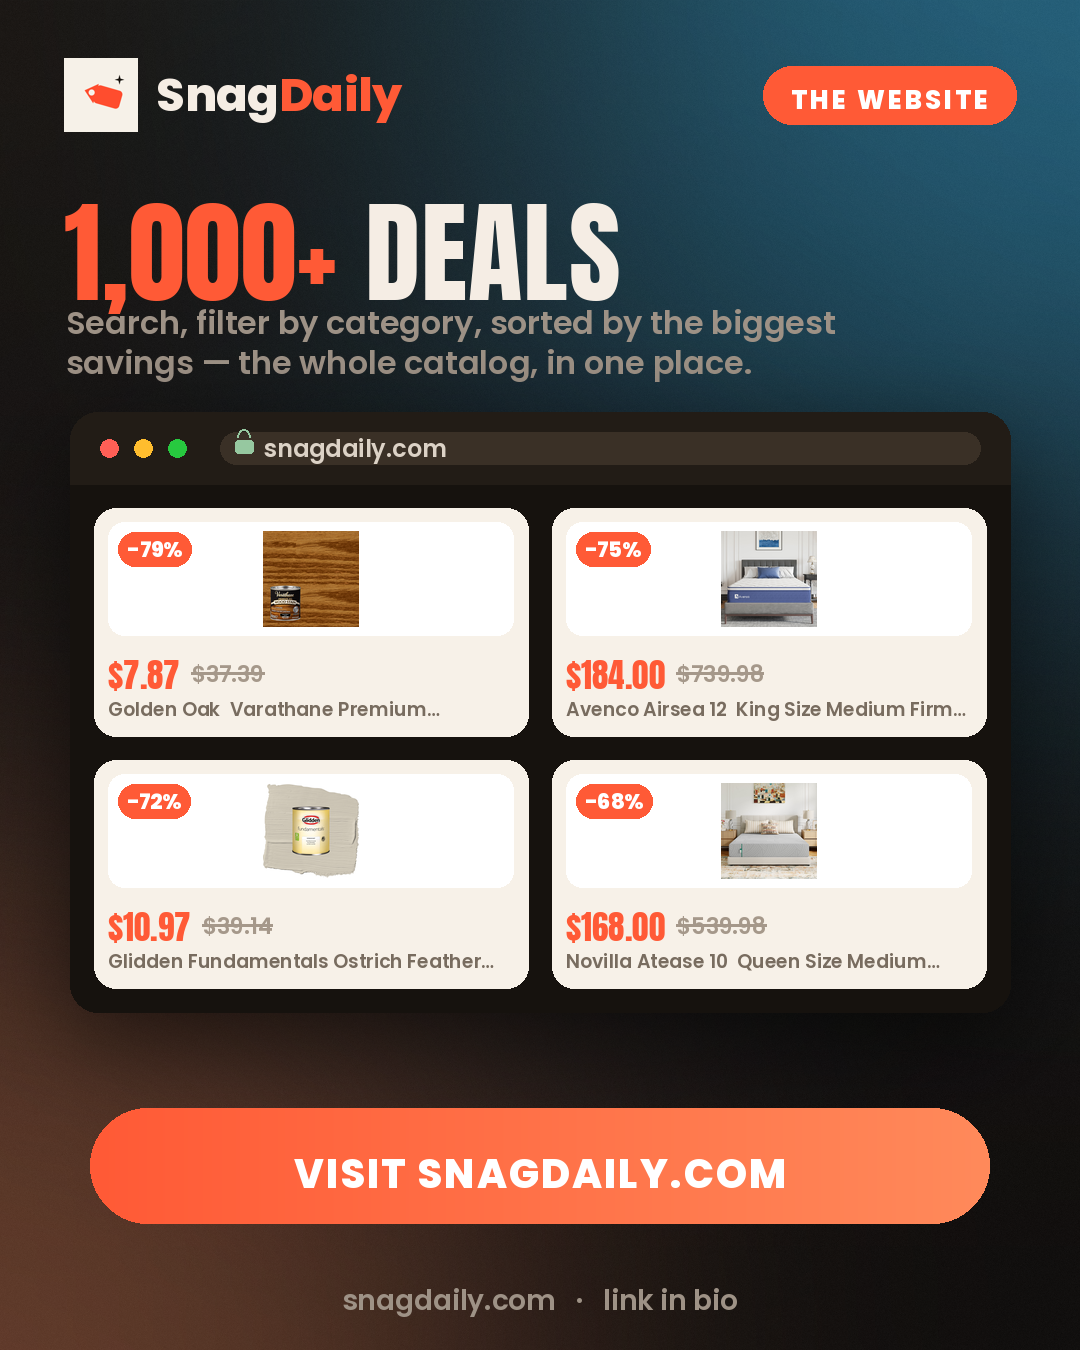 SnagDaily
THE WEBSITE
1,000+ DEALS
Search, filter by category, sorted by the biggest
savings — the whole catalog, in one place.
snagdaily.com
-79%
$7.87 $37.39
Golden Oak Varathane Premium...
-75%
$184.00 $739.98
Avenco Airsea 12 King Size Medium Firm...
-72%
Glidden
Fundamentals
$10.97 $39.14
Glidden Fundamentals Ostrich Feather...
-68%
$168.00 $539.98
Novilla Atease 10 Queen Size Medium...
VISIT SNAGDAILY.COM
snagdaily.com · link in bio